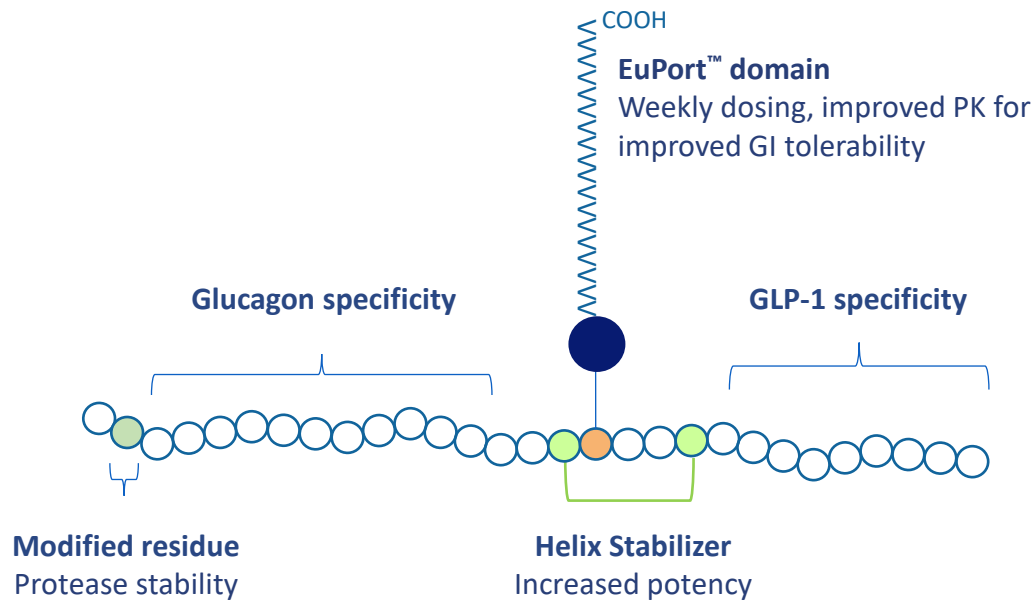 COOH
EuPort™ domain
Weekly dosing, improved PK for
improved GI tolerability
Glucagon specificity
GLP-1 specificity
Modified residue
Protease stability
Helix Stabilizer
Increased potency